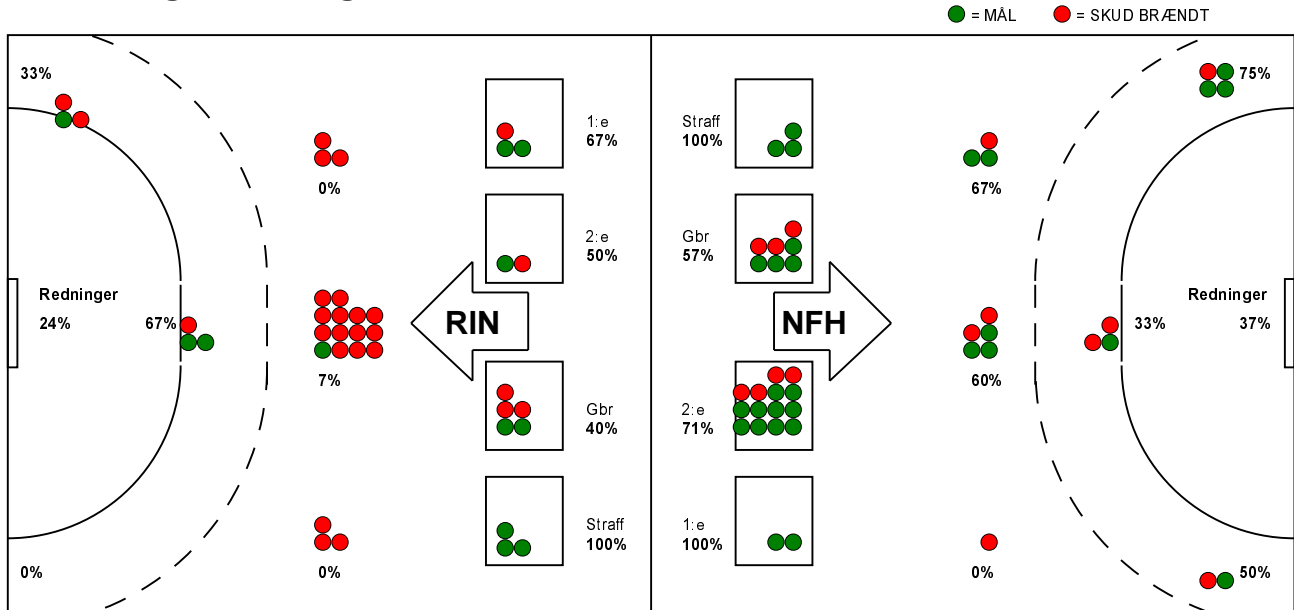 = MÅL = SKUD BRÆNDT
33%
0%
Redninger
24%
67%
0%
7%
0%
1:e
67%
2:e
50%
RIN
Gbr
40%
Straff
100%
Straff
100%
Gbr
57%
NFH
2:e
71%
1:e
100%
67%
60%
0%
75%
Redninger
33%
37%
50%